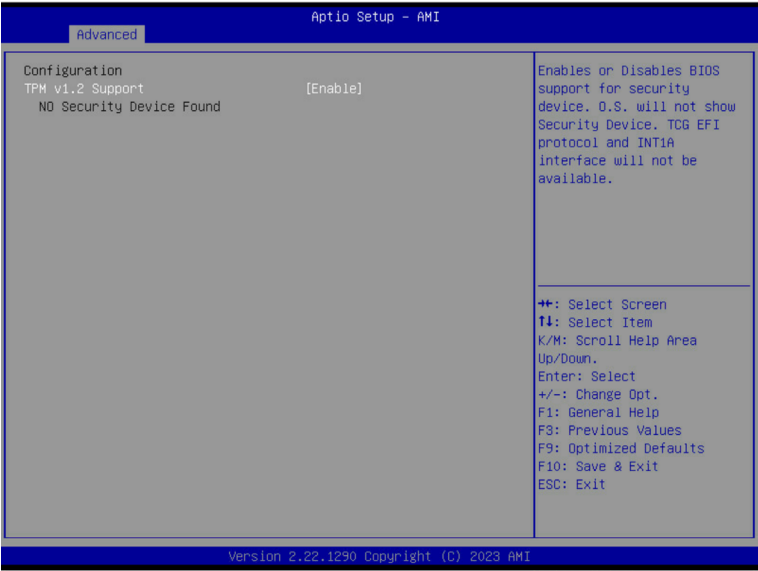 Aptio Setup – AMI
Advanced
Configuration
TPM v1.2 Support [Enable]
NO Security Device Found
Enables or Disables BIOS
support for security
device. O.S. will not show
Security Device. TCG EFI
protocol and INT1A
interface will not be
available.
→←: Select Screen
↑↓: Select Item
K/M: Scroll Help Area
Up/Down.
Enter: Select
+/-: Change Opt.
F1: General Help
F3: Previous Values
F9: Optimized Defaults
F10: Save & Exit
ESC: Exit
Version 2.22.1290 Copyright (C) 2023 AMI